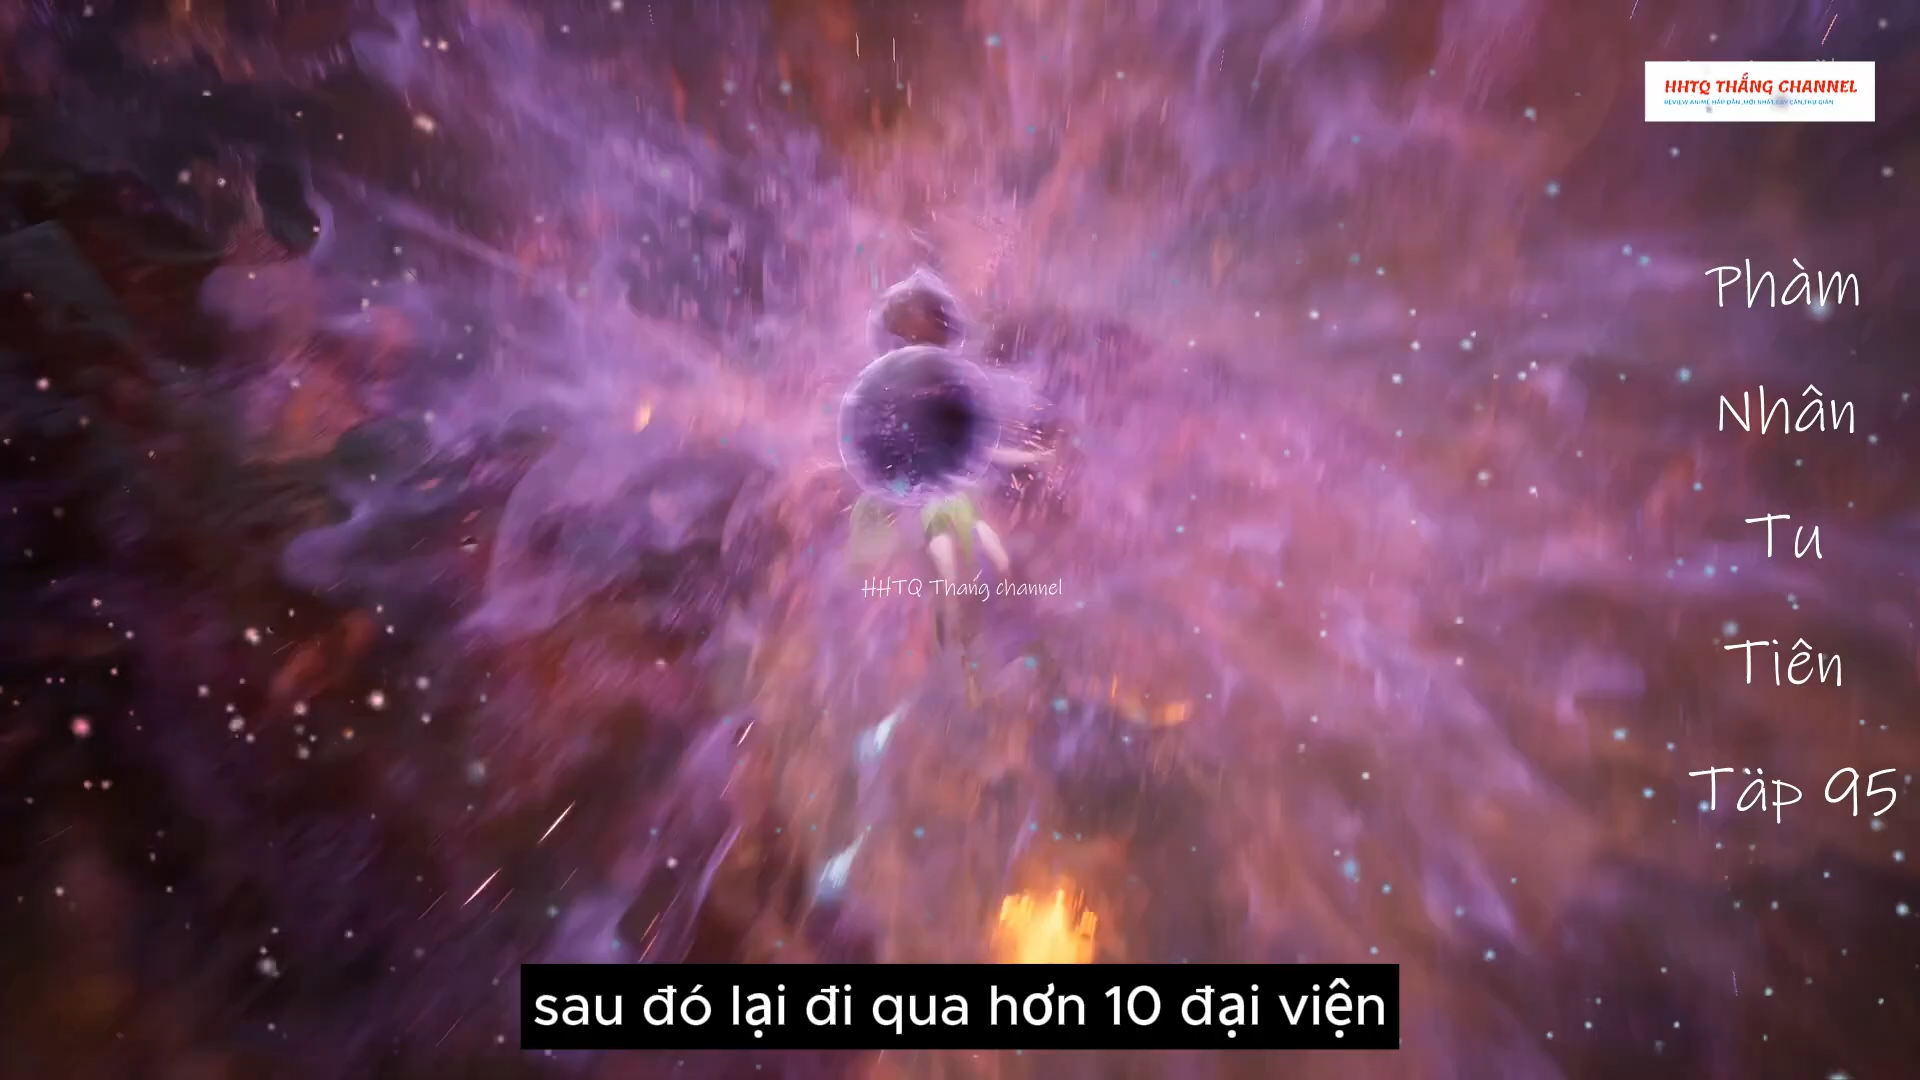 HHTQ THẮNG CHANNEL
Phàm
Nhân
Tu
Tiên
Tập 95
HHTQ Thắng channel
sau đó lại đi qua hơn 10 đại viện